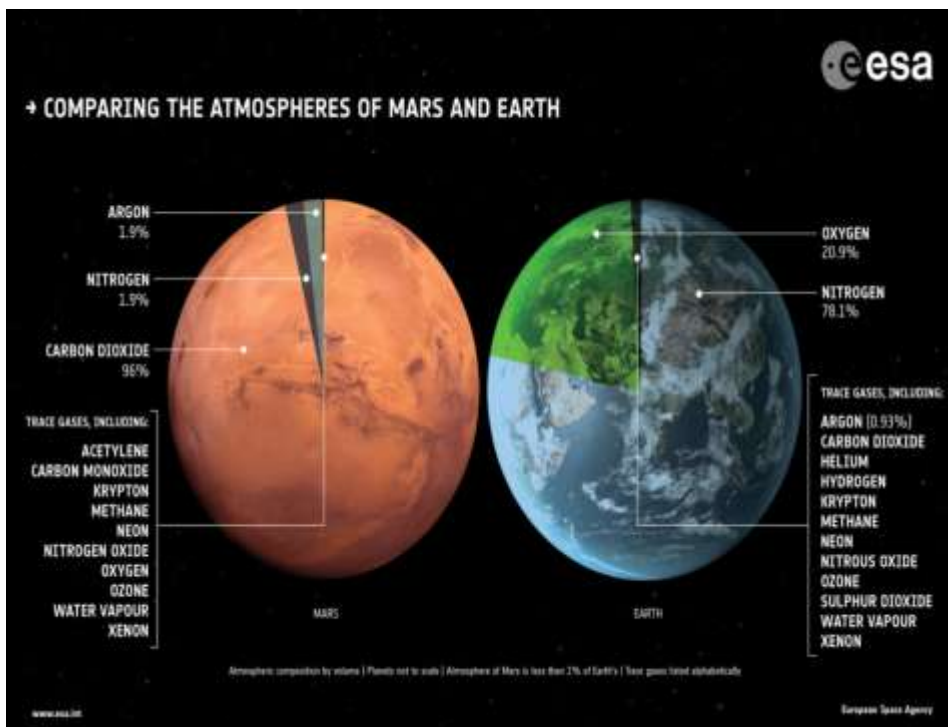 esa
→ COMPARING THE ATMOSPHERES OF MARS AND EARTH
ARGON
1.9%
NITROGEN
1.9%
CARBON DIOXIDE
96%
TRACE GASES, INCLUDING:
ACETYLENE
CARBON MONOXIDE
KRYPTON
METHANE
NEON
NITROGEN OXIDE
OXYGEN
OZONE
WATER VAPOUR
XENON
MARS
OXYGEN
20.9%
NITROGEN
78.1%
TRACE GASES, INCLUDING:
ARGON (0.93%)
CARBON DIOXIDE
HELIUM
HYDROGEN
KRYPTON
METHANE
NEON
NITROUS OXIDE
OZONE
SULPHUR DIOXIDE
WATER VAPOUR
XENON
EARTH
Atmospheric composition by volume | Planets not to scale | Atmosphere of Mars is less than 1% of Earth's | Trace gases listed alphabetically
www.esa.int
European Space Agency